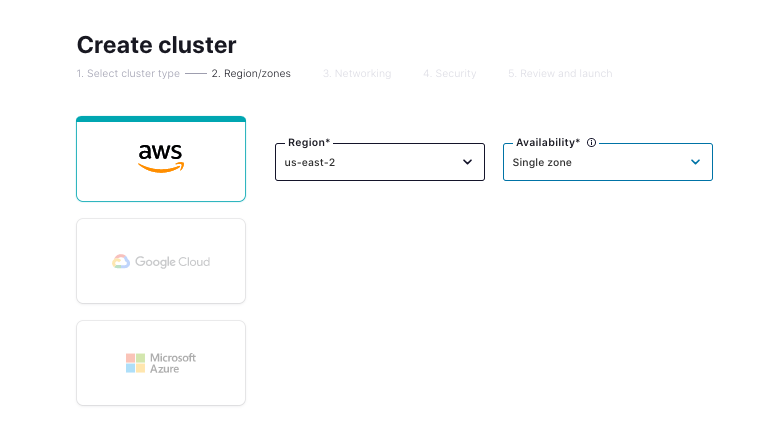 Create cluster
1. Select cluster type 2. Region/zones 3. Networking 4. Security 5. Review and launch
aws
Region* Availability*
us-east-2 Single zone
Google Cloud
Microsoft
Azure